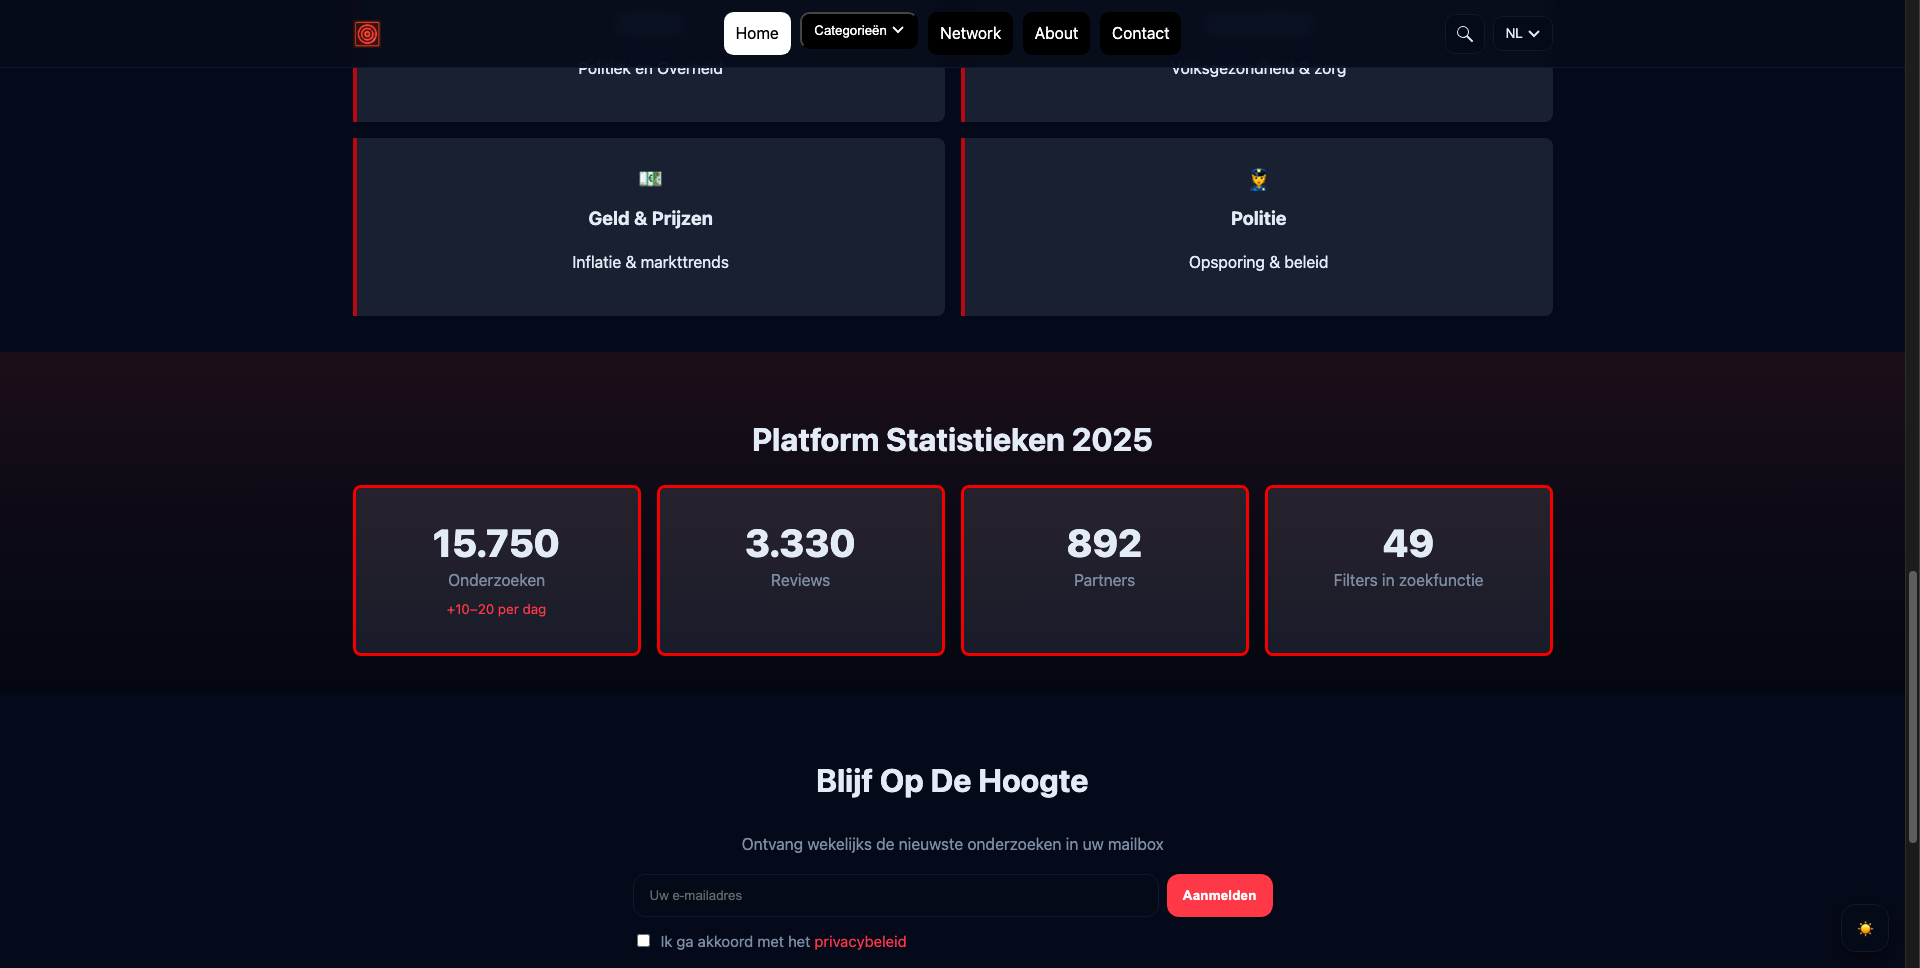 Home
Categorieën
Network
About
Contact
NL
Politiek en Overheid
Volksgezondheid & zorg
Geld & Prijzen
Inflatie & markttrends
Politie
Opsporing & beleid
Platform Statistieken 2025
15.750
Onderzoeken
+10–20 per dag
3.330
Reviews
892
Partners
49
Filters in zoekfunctie
Blijf Op De Hoogte
Ontvang wekelijks de nieuwste onderzoeken in uw mailbox
Uw e-mailadres
Aanmelden
Ik ga akkoord met het privacybeleid